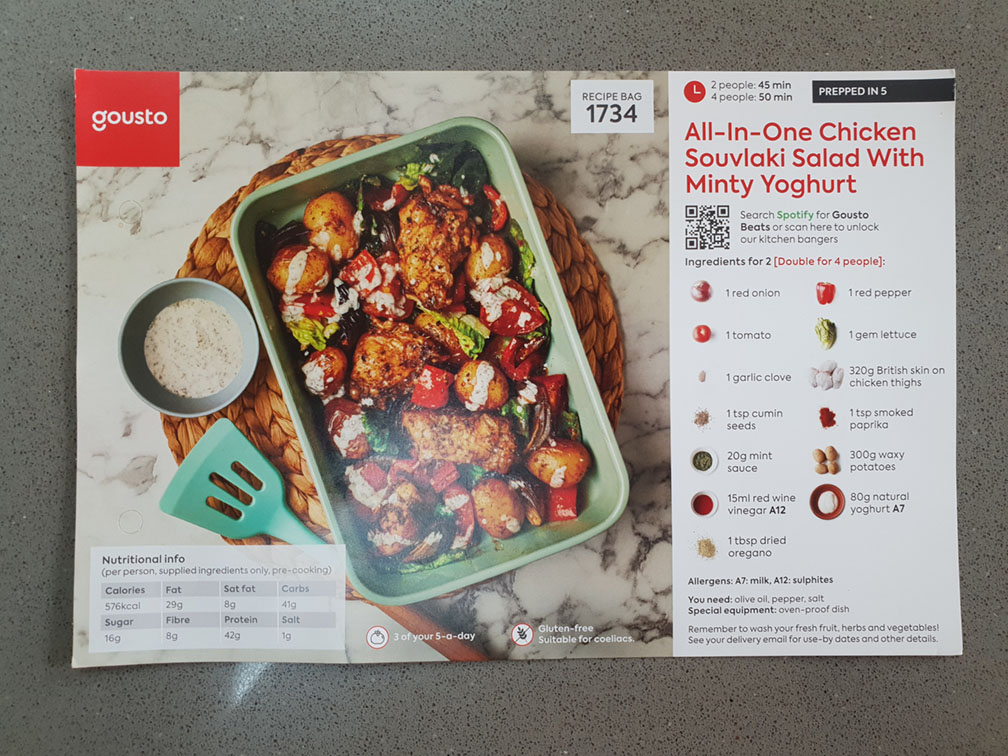 gousto
RECIPE BAG
1734
2 people: 45 min
4 people: 50 min
PREPPED IN 5
All-In-One Chicken
Souvlaki Salad With
Minty Yoghurt
Search Spotify for Gousto
Beats or scan here to unlock
our kitchen bangers
Ingredients for 2 [Double for 4 people]:
1 red onion
1 red pepper
1 tomato
1 gem lettuce
1 garlic clove
320g British skin on
chicken thighs
1 tsp cumin
seeds
1 tsp smoked
paprika
20g mint
sauce
300g waxy
potatoes
15ml red wine
vinegar A12
80g natural
yoghurt A7
1 tbsp dried
oregano
Allergens: A7: milk, A12: sulphites
You need: olive oil, pepper, salt
Special equipment: oven-proof dish
Remember to wash your fresh fruit, herbs and vegetables!
See your delivery email for use-by dates and other details.
Nutritional info
(per person, supplied ingredients only, pre-cooking)
Calories Fat Sat fat Carbs
576kcal 29g 8g 41g
Sugar Fibre Protein Salt
16g 8g 42g 1g
3 of your 5-a-day
Gluten-free
Suitable for coeliacs.